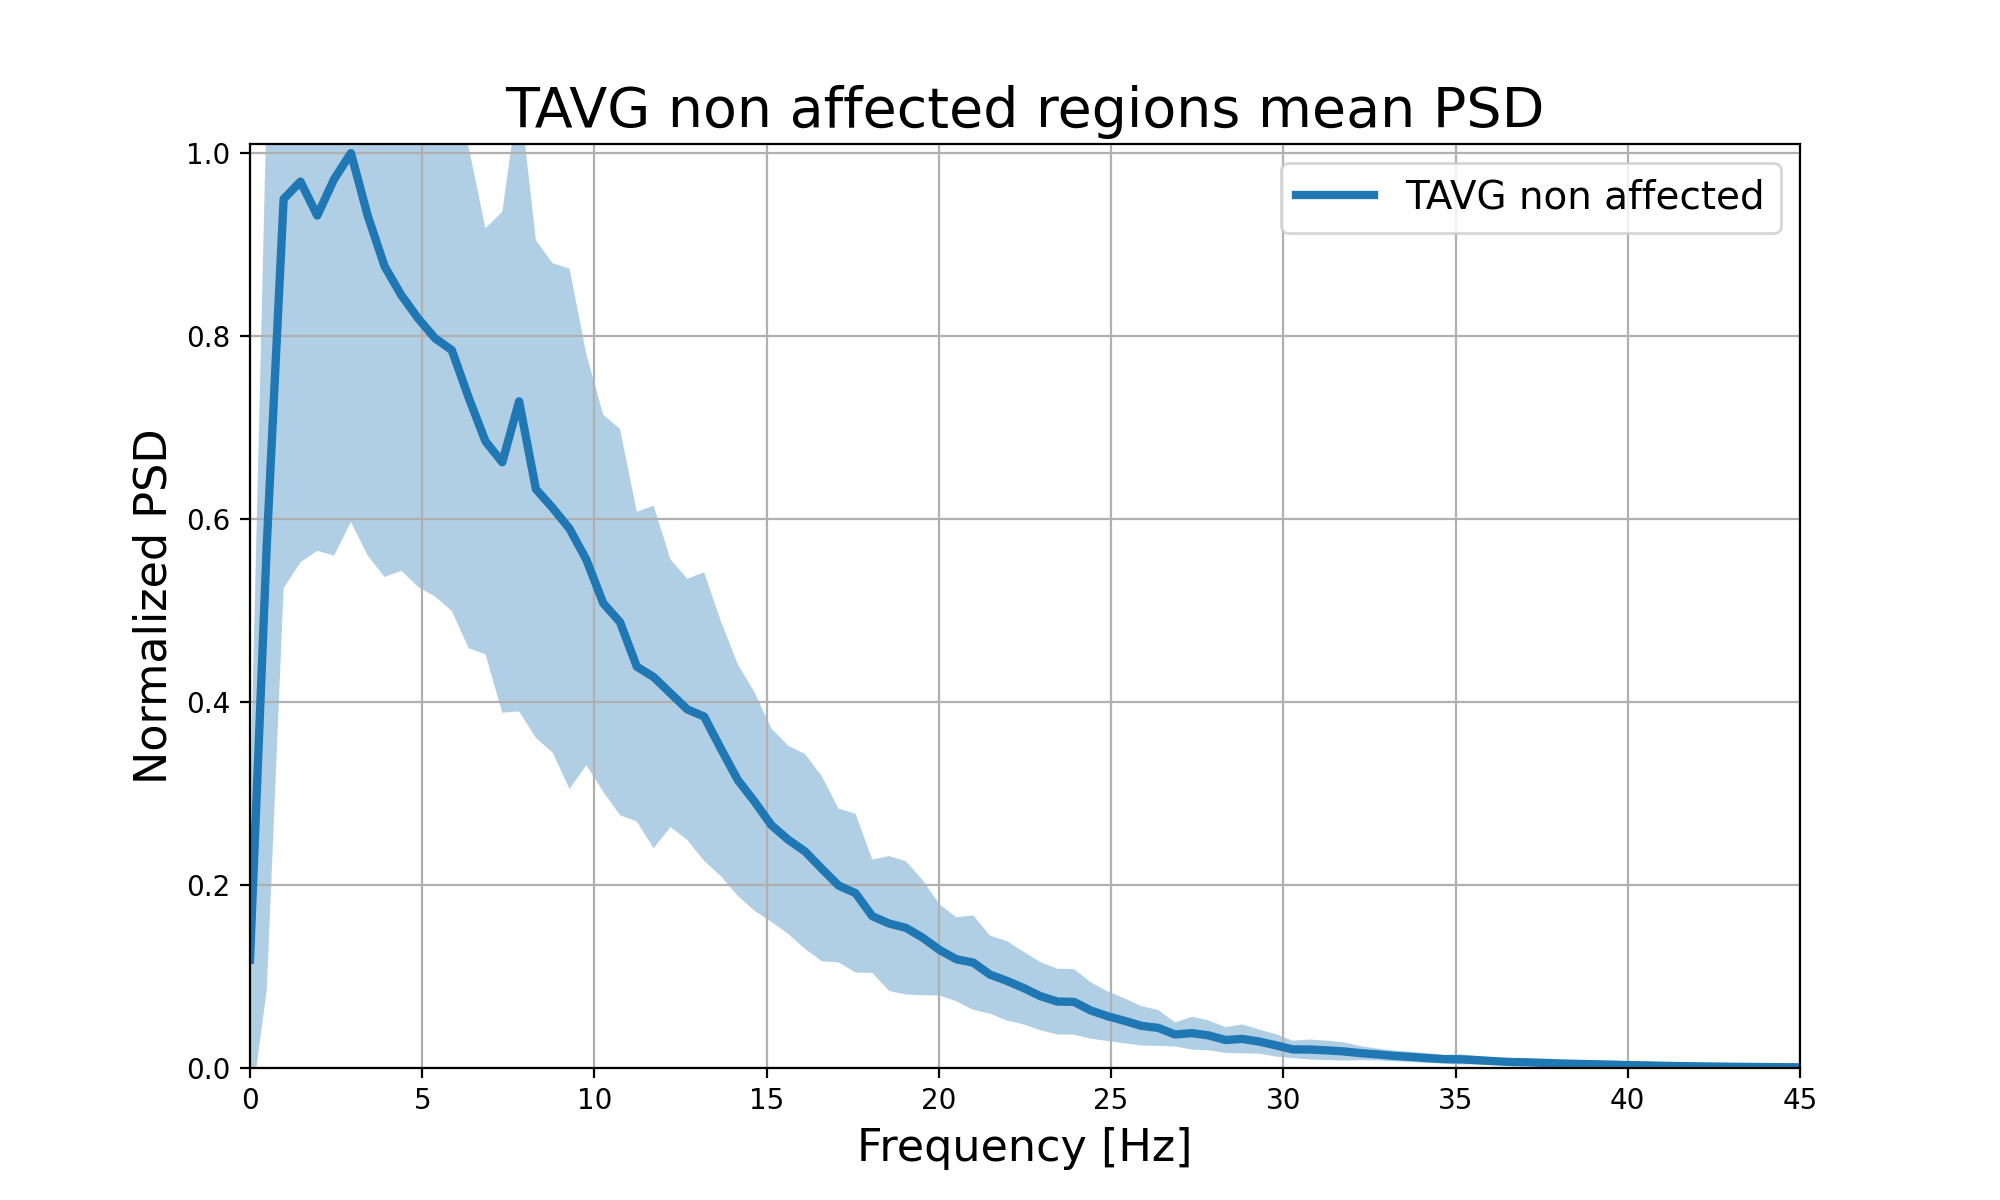 TAVG non affected regions mean PSD
TAVG non affected
Normalized PSD
1.0
0.8
0.6
0.4
0.2
0.0
0 5 10 15 20 25 30 35 40 45
Frequency [Hz]